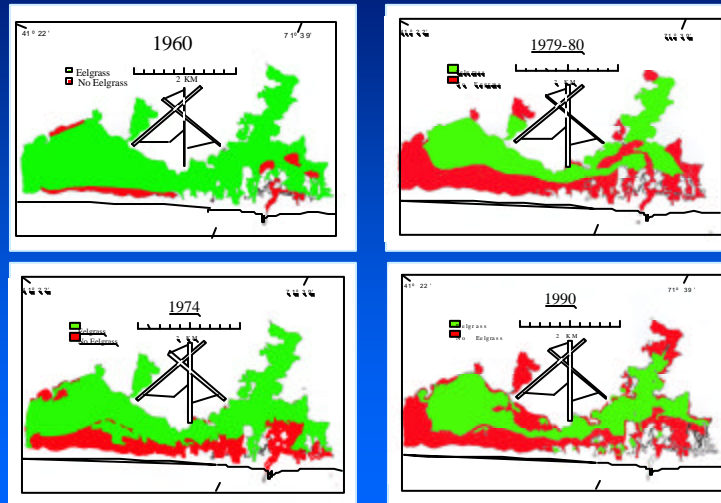 41° 22'
71° 39'
1960
Eelgrass
No Eelgrass
2 KM
1979-80
1974
Eelgrass
No Eelgrass
41° 22'
71° 39'
1990
Eelgrass
No Eelgrass
2 KM